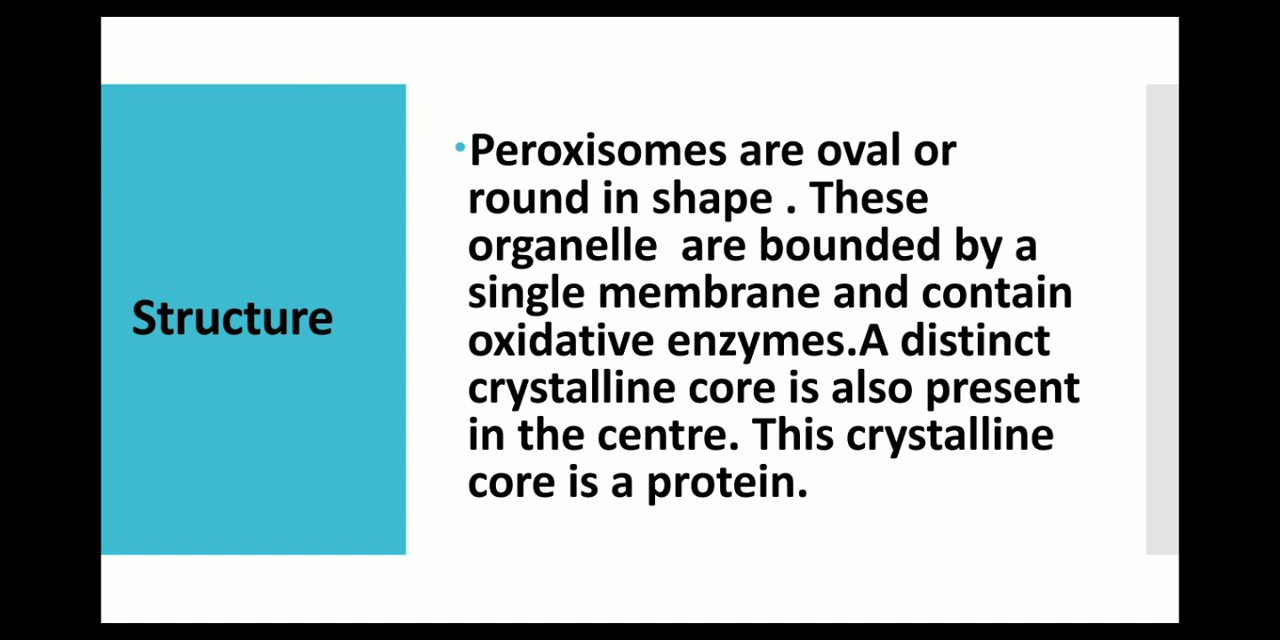 Structure
•Peroxisomes are oval or
round in shape . These
organelle  are bounded by a
single membrane and contain
oxidative enzymes.A distinct
crystalline core is also present
in the centre. This crystalline
core is a protein.